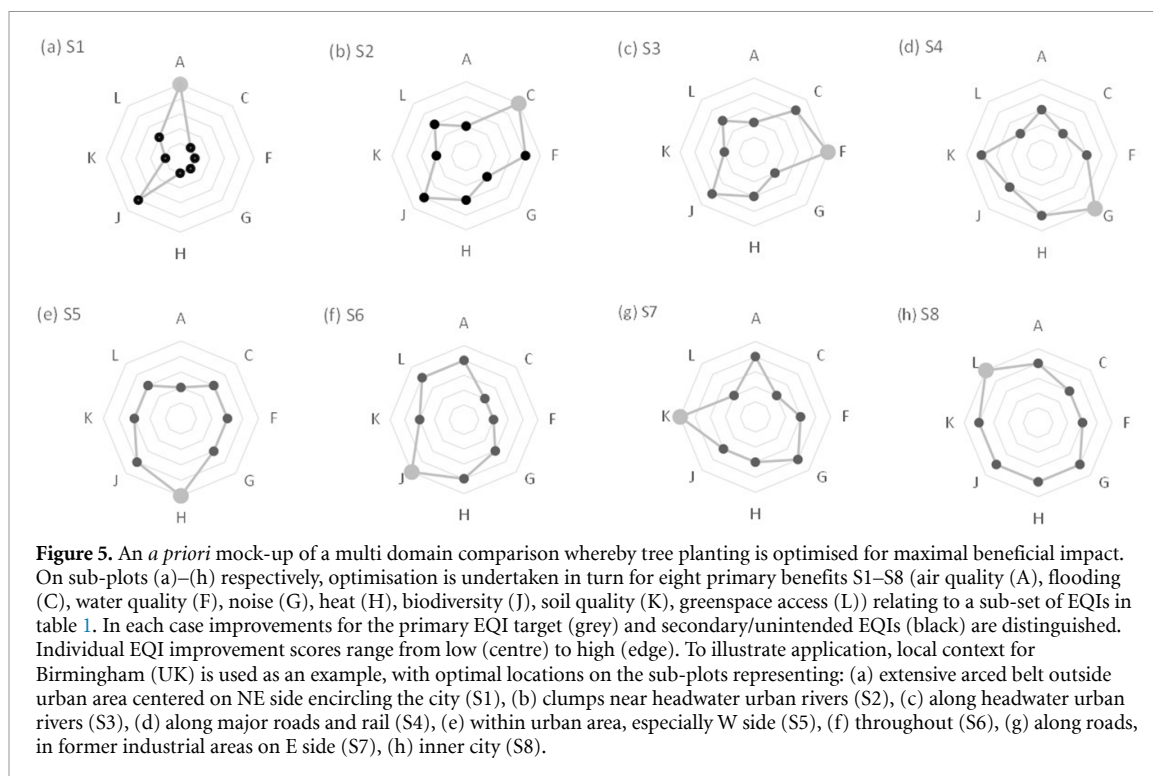 (a) S1
A
L
C
K
F
J
G
H
(b) S2
A
L
C
K
F
J
G
H
(c) S3
A
L
C
K
F
J
G
H
(d) S4
A
L
C
K
F
J
G
H
(e) S5
A
L
C
K
F
J
G
H
(f) S6
A
L
C
K
F
J
G
H
(g) S7
A
L
C
K
F
J
G
H
(h) S8
A
L
C
K
F
J
G
H
Figure 5. An a priori mock-up of a multi domain comparison whereby tree planting is optimised for maximal beneficial impact.
On sub-plots (a)–(h) respectively, optimisation is undertaken in turn for eight primary benefits S1–S8 (air quality (A), flooding
(C), water quality (F), noise (G), heat (H), biodiversity (J), soil quality (K), greenspace access (L)) relating to a sub-set of EQIs in
table 1. In each case improvements for the primary EQI target (grey) and secondary/unintended EQIs (black) are distinguished.
Individual EQI improvement scores range from low (centre) to high (edge). To illustrate application, local context for
Birmingham (UK) is used as an example, with optimal locations on the sub-plots representing: (a) extensive arced belt outside
urban area centered on NE side encircling the city (S1), (b) clumps near headwater urban rivers (S2), (c) along headwater urban
rivers (S3), (d) along major roads and rail (S4), (e) within urban area, especially W side (S5), (f) throughout (S6), (g) along roads,
in former industrial areas on E side (S7), (h) inner city (S8).